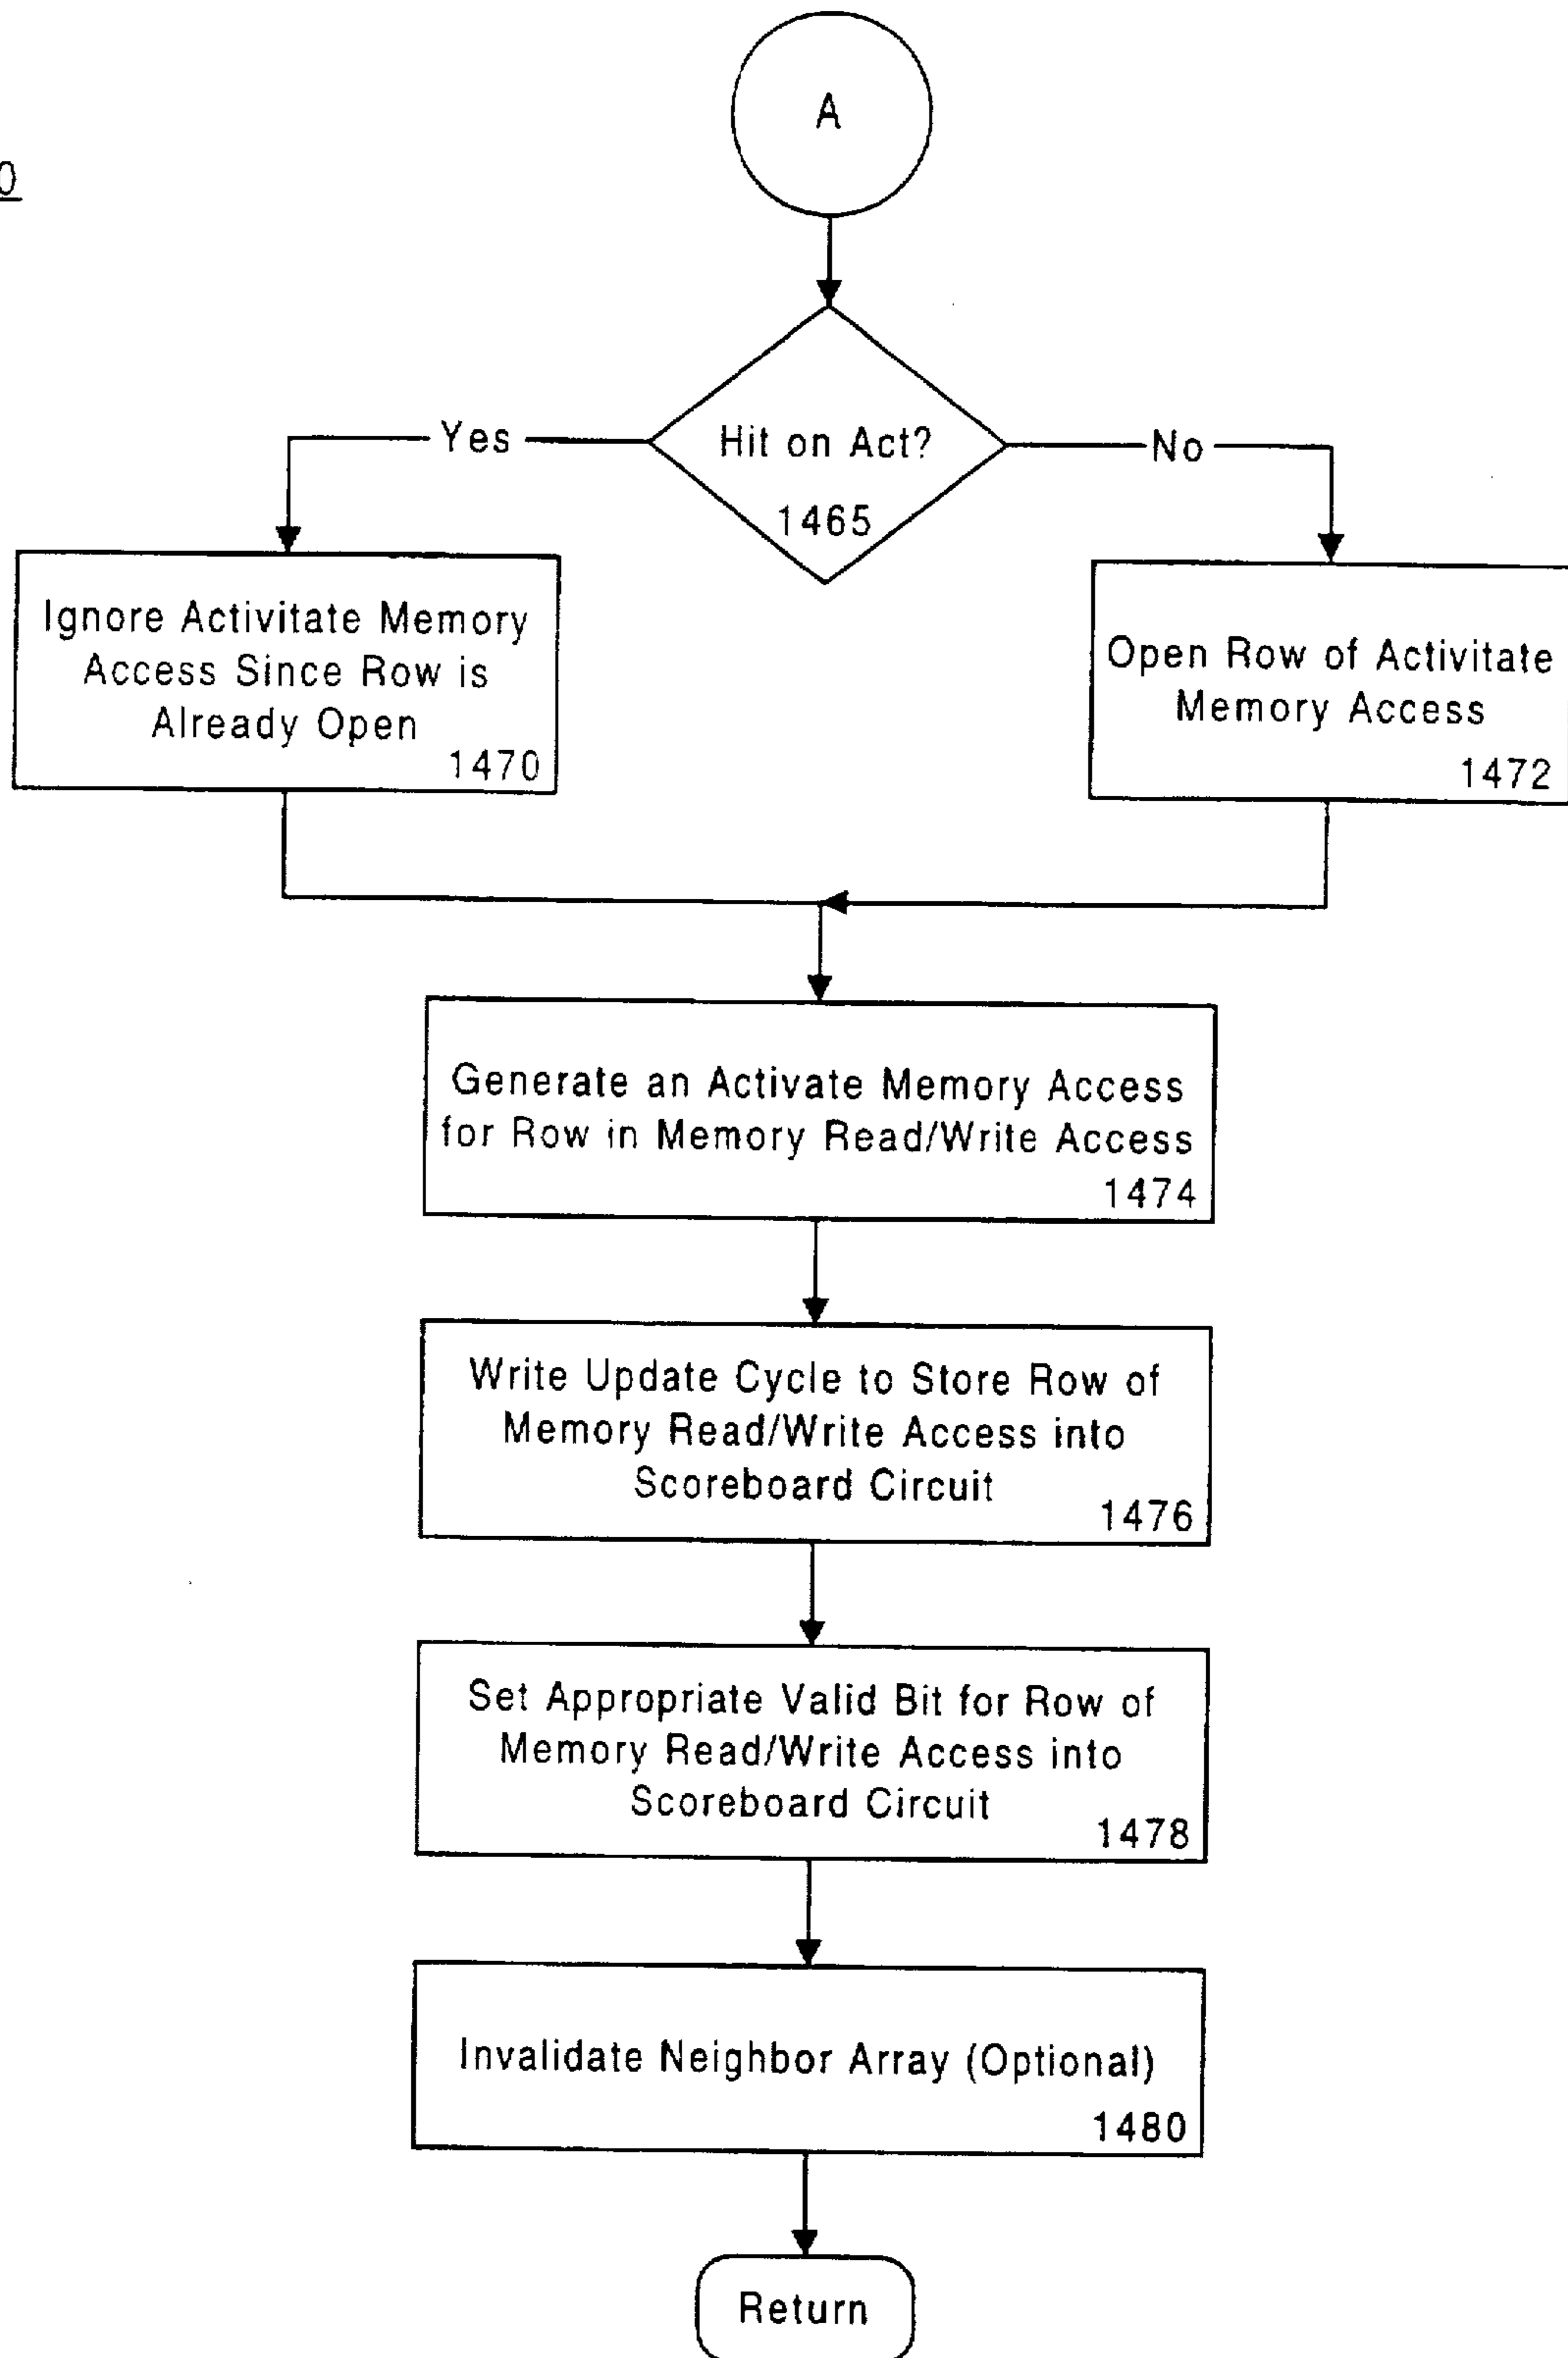 A
0
Yes
Hit on Act?
No
1465
Ignore Activitate Memory
Access Since Row is
Already Open
1470
Open Row of Activitate
Memory Access
1472
Generate an Activate Memory Access
for Row in Memory Read/Write Access
1474
Write Update Cycle to Store Row of
Memory Read/Write Access into
Scoreboard Circuit
1476
Set Appropriate Valid Bit for Row of
Memory Read/Write Access into
Scoreboard Circuit
1478
Invalidate Neighbor Array (Optional)
1480
Return